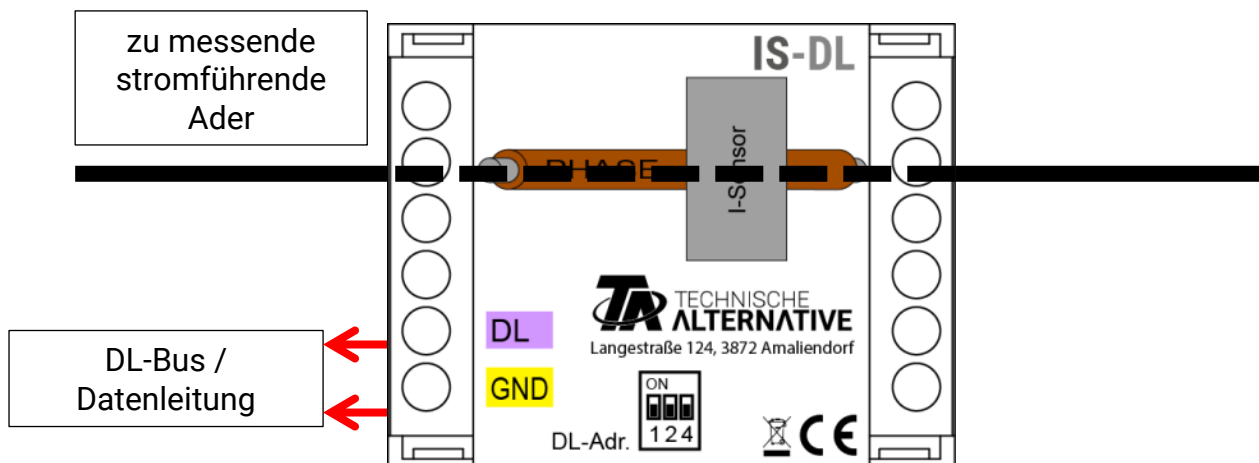 zu messende
stromführende
Ader
IS-DL
PHASE
I-Sensor
TA
TECHNISCHE
ALTERNATIVE
Langestraße 124, 3872 Amaliendorf
DL
GND
DL-Bus /
Datenleitung
ON
DL-Adr.
1 2 4
CE